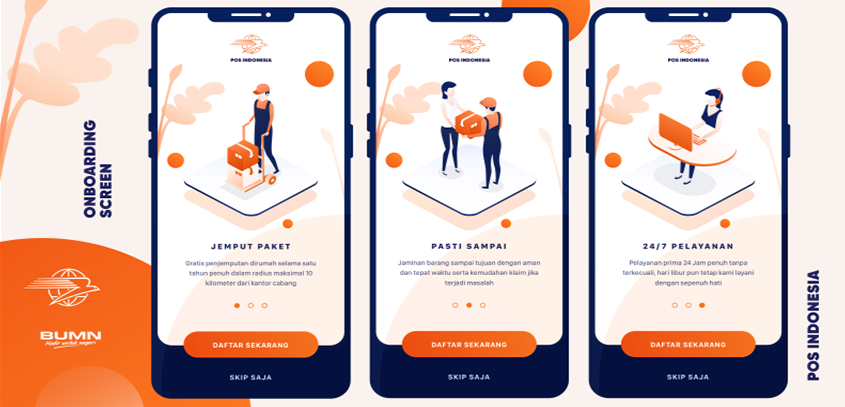 ONBOARDING
SCREEN
BUMN
Hadir untuk negeri
POS INDONESIA
JEMPUT PAKET
Gratis penjemputan dirumah selama satu
tahun penuh dalam radius maksimal 10
kilometer dari kantor cabang
DAFTAR SEKARANG
SKIP SAJA
POS INDONESIA
PASTI SAMPAI
Jaminan barang sampai tujuan dengan aman
dan tepat waktu serta kemudahan klaim jika
terjadi masalah
DAFTAR SEKARANG
SKIP SAJA
POS INDONESIA
24/7 PELAYANAN
Pelayanan prima 24 Jam penuh tanpa
terkecuali, hari libur pun tetap kami layani
dengan sepenuh hati
DAFTAR SEKARANG
SKIP SAJA
POS INDONESIA